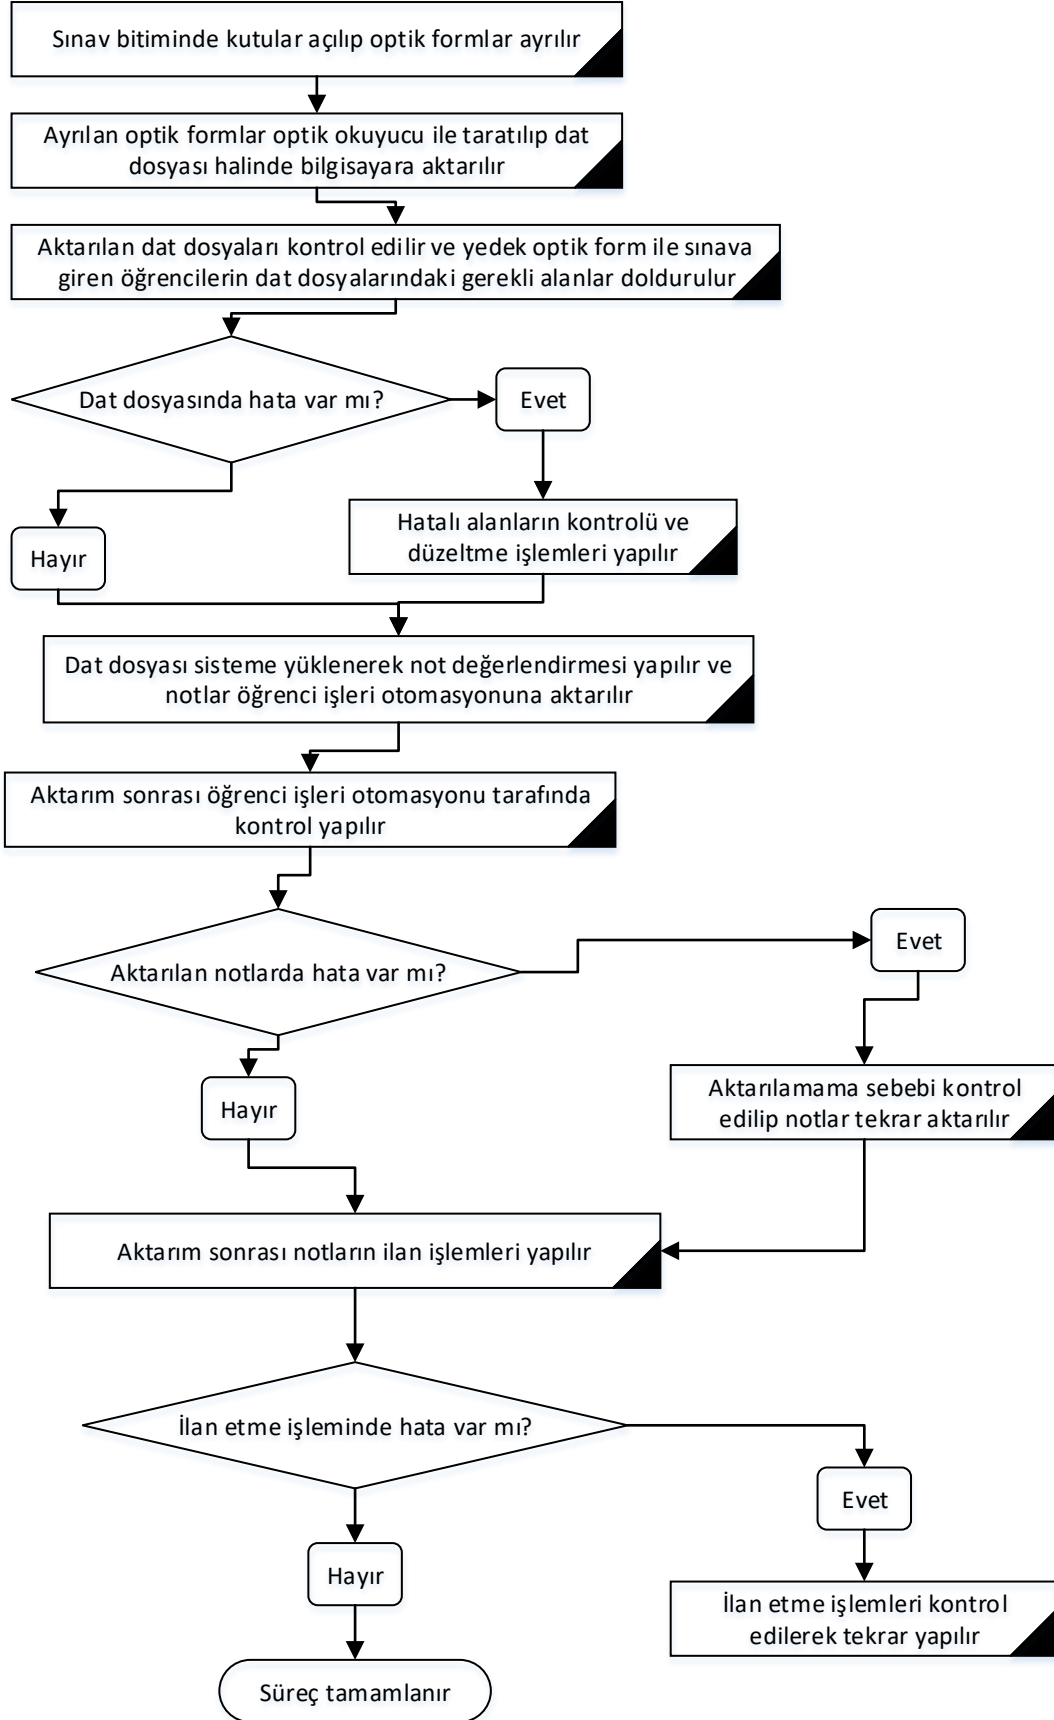 Sınav bitiminde kutular açılıp optik formlar ayrılır
Ayrılan optik formlar optik okuyucu ile taratılıp dat
dosyası halinde bilgisayara aktarılır
Aktarılan dat dosyaları kontrol edilir ve yedek optik form ile sınava
giren öğrencilerin dat dosyalarındaki gerekli alanlar doldurulur
Dat dosyasında hata var mı?
Evet
Hayır
Hatalı alanların kontrolü ve
düzeltme işlemleri yapılır
Dat dosyası sisteme yüklenerek not değerlendirmesi yapılır ve
notlar öğrenci işleri otomasyonuna aktarılır
Aktarım sonrası öğrenci işleri otomasyonu tarafında
kontrol yapılır
Aktarılan notlarda hata var mı?
Evet
Hayır
Aktarılamama sebebi kontrol
edilip notlar tekrar aktarılır
Aktarım sonrası notların ilan işlemleri yapılır
İlan etme işleminde hata var mı?
Evet
Hayır
İlan etme işlemleri kontrol
edilerek tekrar yapılır
Süreç tamamlanır